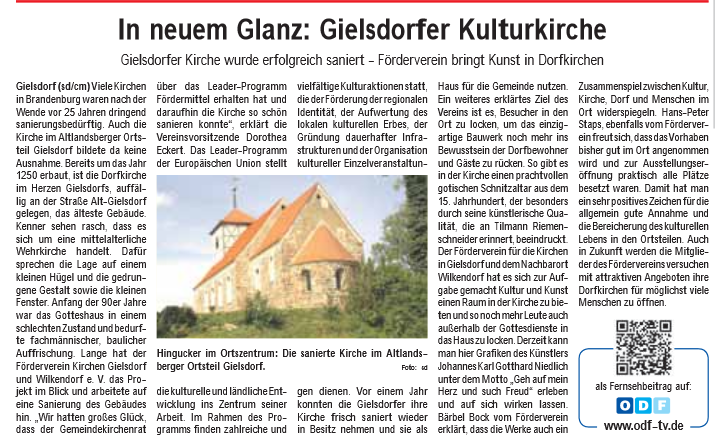 In neuem Glanz: Gielsdorfer Kulturkirche
Gielsdorfer Kirche wurde erfolgreich saniert – Förderverein bringt Kunst in Dorfkirchen
Gielsdorf (sd/cm) Viele Kirchen
in Brandenburg waren nach der
Wende vor 25 Jahren dringend
sanierungsbedürftig. Auch die
Kirche im Altlandsberger Orts-
teil Gielsdorf bildete da keine
Ausnahme. Bereits um das Jahr
1250 erbaut, ist die Dorfkirche
im Herzen Gielsdorfs, auffäl-
lig an der Straße Alt-Gielsdorf
gelegen, das älteste Gebäude.
Kenner sehen rasch, dass es
sich um eine mittelalterliche
Wehrkirche handelt. Dafür
sprechen die Lage auf einem
kleinen Hügel und die gedrun-
gene Gestalt sowie die kleinen
Fenster. Anfang der 90er Jahre
war das Gotteshaus in einem
schlechten Zustand und bedurf-
te fachmännischer, baulicher
Auffrischung. Lange hat der
Förderverein Kirchen Gielsdorf
und Wilkendorf e. V. das Pro-
jekt im Blick und arbeitete auf
eine Sanierung des Gebäudes
hin. „Wir hatten großes Glück,
dass der Gemeindekirchenrat
über das Leader-Programm
Fördermittel erhalten hat und
daraufhin die Kirche so schön
sanieren konnte“, erklärt die
Vereinsvorsitzende Dorothea
Eckert. Das Leader-Programm
der Europäischen Union stellt
die kulturelle und ländliche Ent-
wicklung ins Zentrum seiner
Arbeit. Im Rahmen des Pro-
gramms finden zahlreiche und
vielfältige Kulturaktionen statt,
die der Förderung der regionalen
Identität, der Aufwertung des
lokalen kulturellen Erbes, der
Gründung dauerhafter Infra-
strukturen und der Organisation
kultureller Einzelveranstaltun-
gen dienen. Vor einem Jahr
konnte die Gielsdorfer ihre
Kirche frisch saniert wieder
in Besitz nehmen und sie als
Hingucker im Ortszentrum: Die sanierte Kirche im Altlands-
berger Ortsteil Gielsdorf. Foto: sd
Haus für die Gemeinde nutzen.
Ein weiteres erklärtes Ziel des
Vereins ist es, Besucher in den
Ort zu locken, um das einzig-
artige Bauwerk noch mehr ins
Bewusstsein der Dorfbewohner
und Gäste zu rücken. So gibt es
in der Kirche einen prachtvollen
gotischen Schnitzaltar aus dem
15. Jahrhundert, der besonders
durch seine künstlerische Qua-
lität, die an Tilmann Riemen-
schneider erinnert, beeindruckt.
Der Förderverein für die Kirchen
in Gielsdorf und dem Nachbarort
Wilkendorf hat es sich zur Auf-
gabe gemacht Kultur und Kunst
einen Raum in der Kirche zu bie-
ten und so noch mehr Leute auch
außerhalb der Gottesdienste in
das Haus zu locken. Derzeit kann
man hier Grafiken des Künstlers
Johannes Karl Gotthard Niedlich
unter dem Motto „Geh auf mein
Herz und such Freud“ erleben
und auf sich wirken lassen.
Bärbel Bock vom Förderverein
erklärt, dass die Werke auch ein
Zusammenspiel zwischen Kultur,
Kirche, Dorf und Menschen im
Ort widerspiegeln. Hans-Peter
Staps, ebenfalls vom Förderver-
ein freut sich, dass das Vorhaben
bisher gut im Ort angenommen
wird und zur Ausstellungser-
öffnung praktisch alle Plätze
besetzt waren. Damit hat man
ein sehr positives Zeichen für die
allgemein gute Annahme und
die Bereicherung des kulturellen
Lebens in den Ortsteilen. Auch
in Zukunft werden die Mitglie-
der des Fördervereins versuchen
mit attraktiven Angeboten ihre
Dorfkirchen für möglichst viele
Menschen zu öffnen.
als Fernsehbeitrag auf:
ODF
www.odf-tv.de